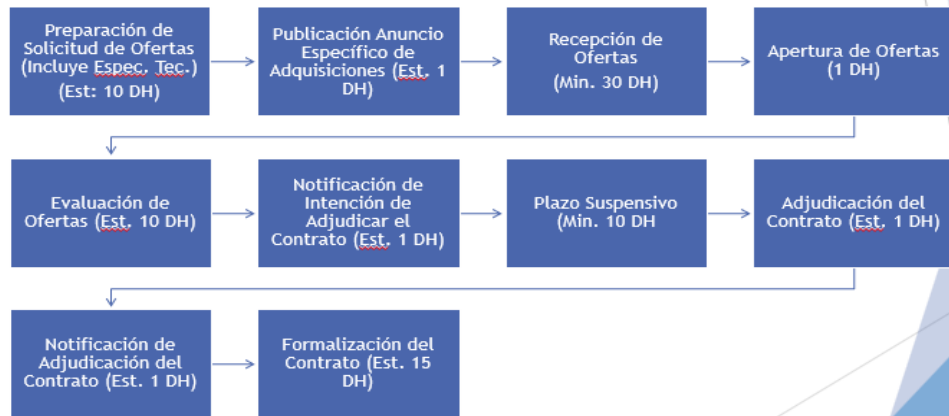 Preparación de
Solicitud de Ofertas
(Incluye Espec. Tec.)
(Est: 10 DH)
Publicación Anuncio
Específico de
Adquisiciones (Est. 1
DH)
Recepción de
Ofertas
(Min. 30 DH)
Apertura de Ofertas
(1 DH)
Evaluación de
Ofertas (Est. 10 DH)
Notificación de
Intención de
Adjudicar el
Contrato (Est. 1 DH)
Plazo Suspensivo
(Min. 10 DH
Adjudicación del
Contrato (Est. 1 DH)
Notificación de
Adjudicación del
Contrato (Est. 1 DH)
Formalización del
Contrato (Est. 15
DH)